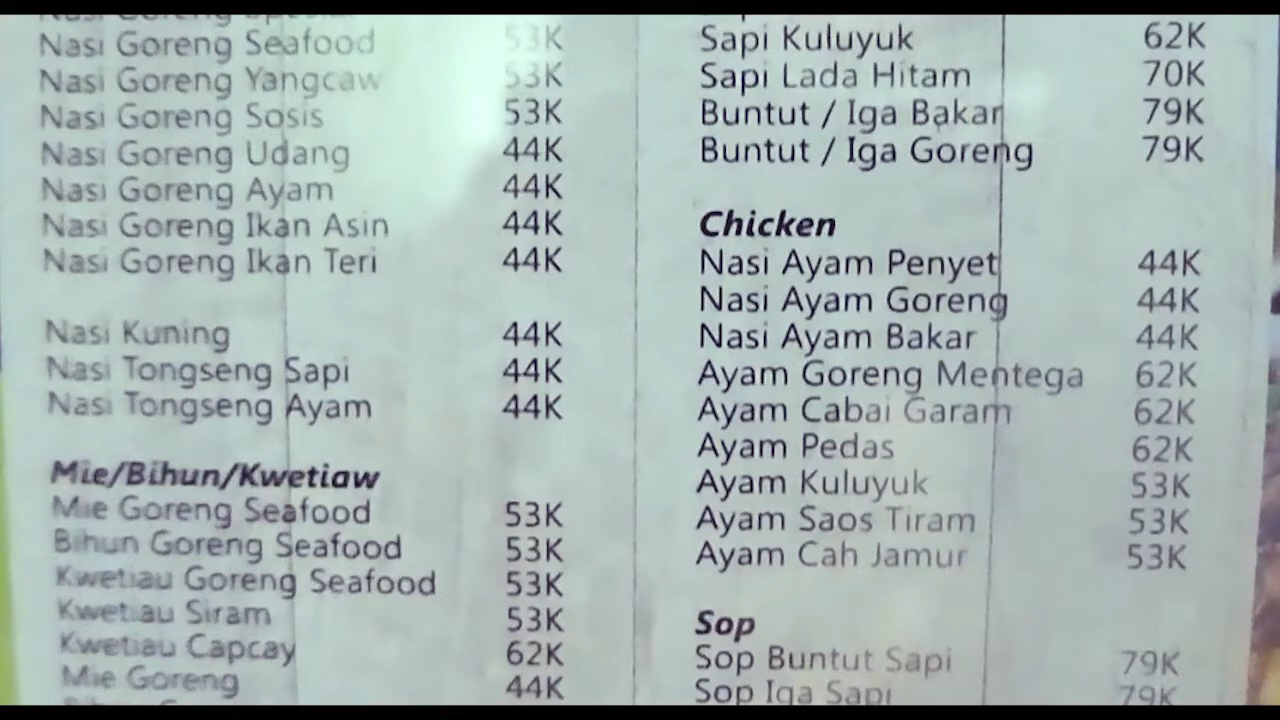 Nasi Goreng Special
Nasi Goreng Seafood 53K
Nasi Goreng Yangcaw 53K
Nasi Goreng Sosis 53K
Nasi Goreng Udang 44K
Nasi Goreng Ayam 44K
Nasi Goreng Ikan Asin 44K
Nasi Goreng Ikan Teri 44K
Nasi Kuning 44K
Nasi Tongseng Sapi 44K
Nasi Tongseng Ayam 44K
Mie/Bihun/Kwetiaw
Mie Goreng Seafood 53K
Bihun Goreng Seafood 53K
Kwetiau Goreng Seafood 53K
Kwetiau Siram 53K
Kwetiau Capcay 62K
Mie Goreng 44K
Sapi Kuluyuk 62K
Sapi Lada Hitam 70K
Buntut / Iga Bakar 79K
Buntut / Iga Goreng 79K
Chicken
Nasi Ayam Penyet 44K
Nasi Ayam Goreng 44K
Nasi Ayam Bakar 44K
Ayam Goreng Mentega 62K
Ayam Cabai Garam 62K
Ayam Pedas 62K
Ayam Kuluyuk 53K
Ayam Saos Tiram 53K
Ayam Cah Jamur 53K
Sop
Sop Buntut Sapi 79K
Sop Iga Sapi 79K